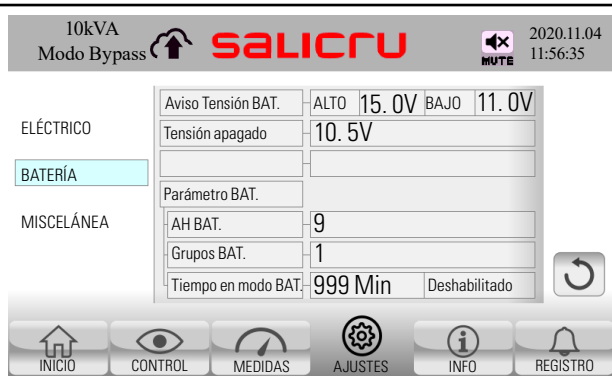 10kVA
Modo Bypass
salicru
MUTE
2020.11.04
11:56:35
ELÉCTRICO
BATERÍA
MISCELÁNEA
Aviso Tensión BAT. ALTO 15.0V BAJO 11.0V
Tensión apagado 10.5V
Parámetro BAT.
AH BAT. 9
Grupos BAT. 1
Tiempo en modo BAT. 999 Min Deshabilitado
INICIO CONTROL MEDIDAS AJUSTES INFO REGISTRO